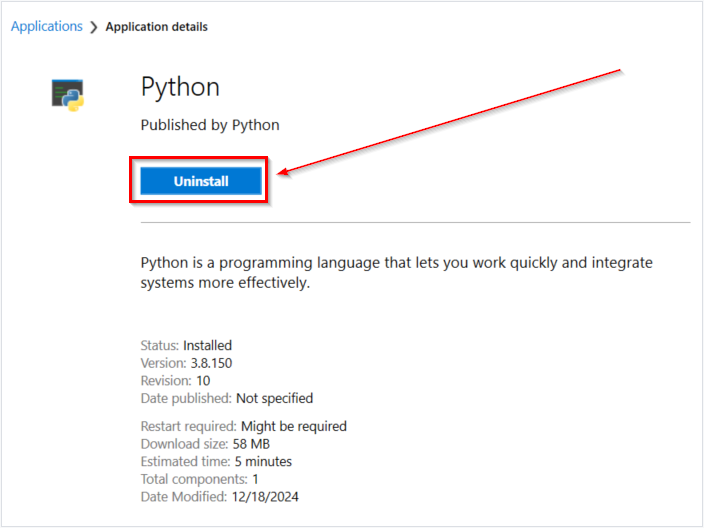 Applications ❯ Application details
Python
Published by Python
Uninstall
Python is a programming language that lets you work quickly and integrate
systems more effectively.
Status: Installed
Version: 3.8.150
Revision: 10
Date published: Not specified
Restart required: Might be required
Download size: 58 MB
Estimated time: 5 minutes
Total components: 1
Date Modified: 12/18/2024